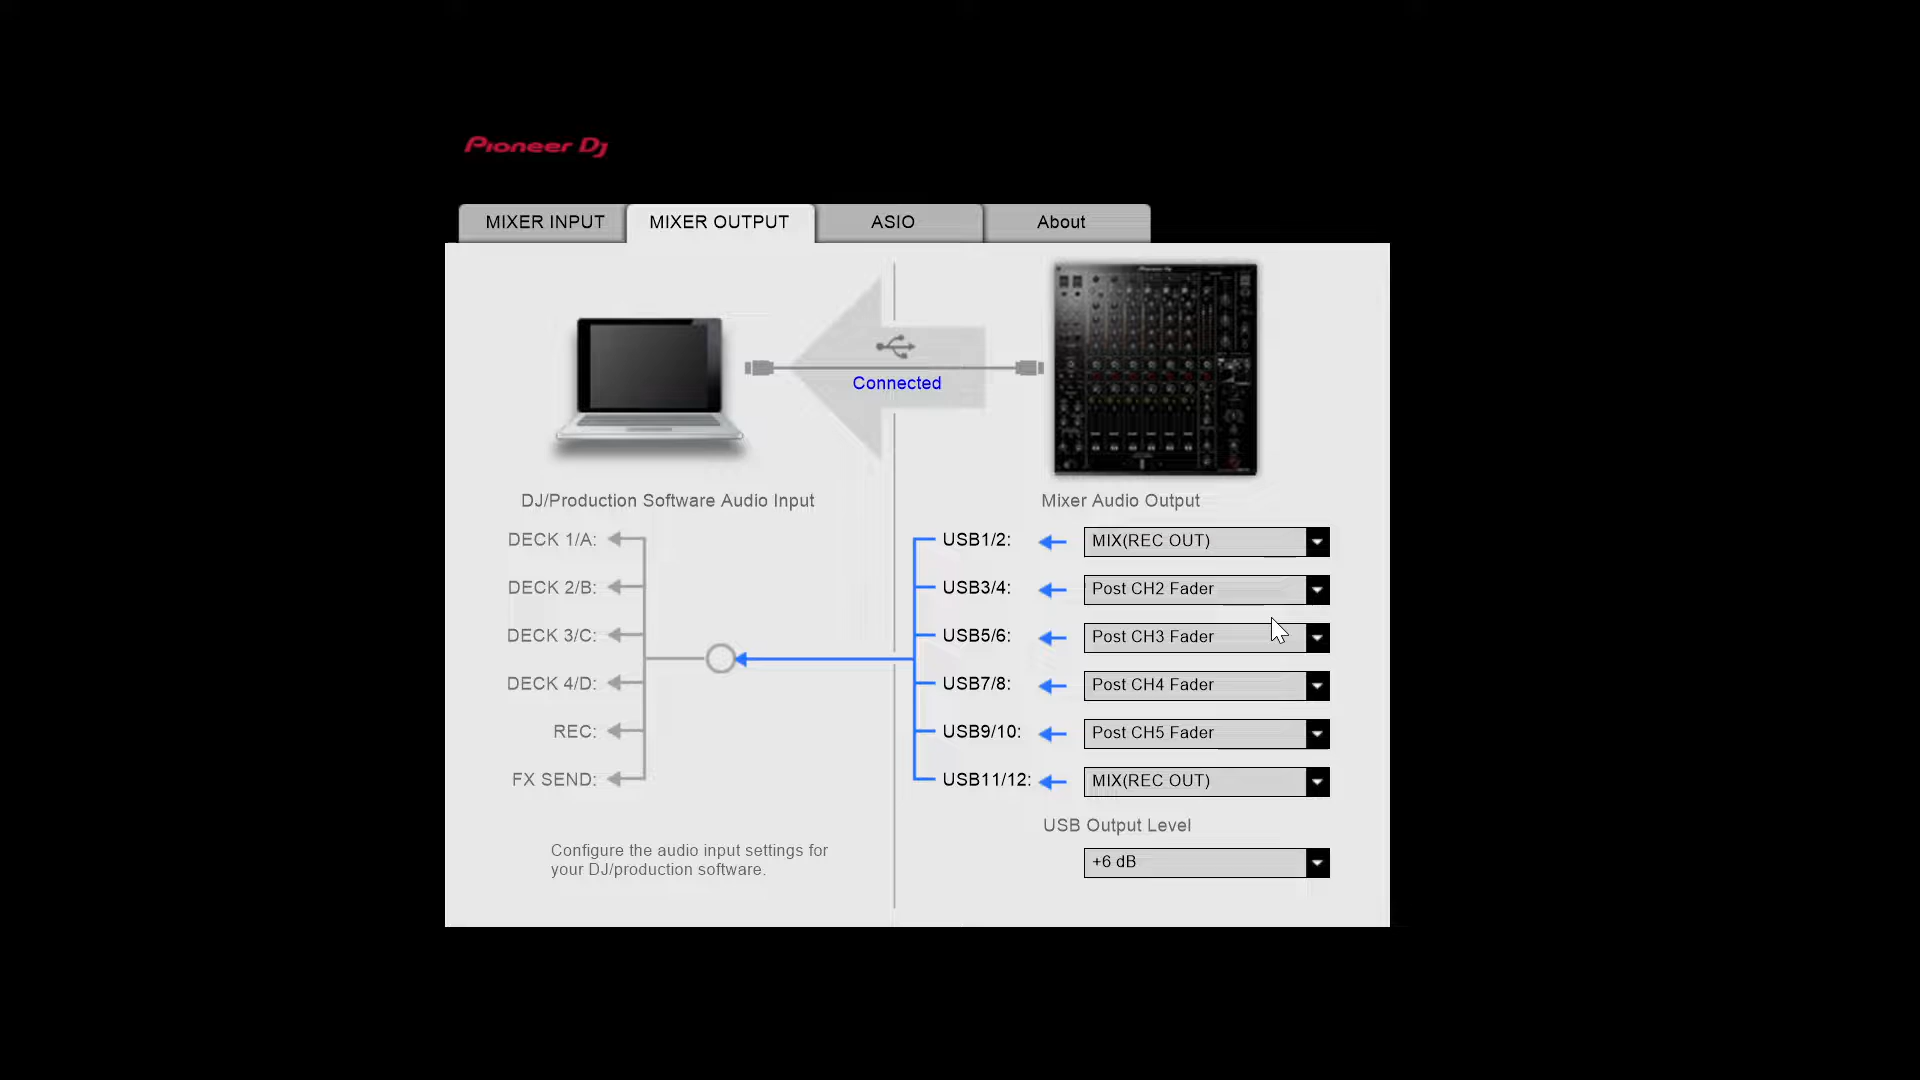 Pioneer Dj
MIXER INPUT
MIXER OUTPUT
ASIO
About
Connected
DJ/Production Software Audio Input
Mixer Audio Output
DECK 1/A:
DECK 2/B:
DECK 3/C:
DECK 4/D:
REC:
FX SEND:
USB1/2:
MIX(REC OUT)
USB3/4:
Post CH2 Fader
USB5/6:
Post CH3 Fader
USB7/8:
Post CH4 Fader
USB9/10:
Post CH5 Fader
USB11/12:
MIX(REC OUT)
USB Output Level
+6 dB
Configure the audio input settings for
your DJ/production software.